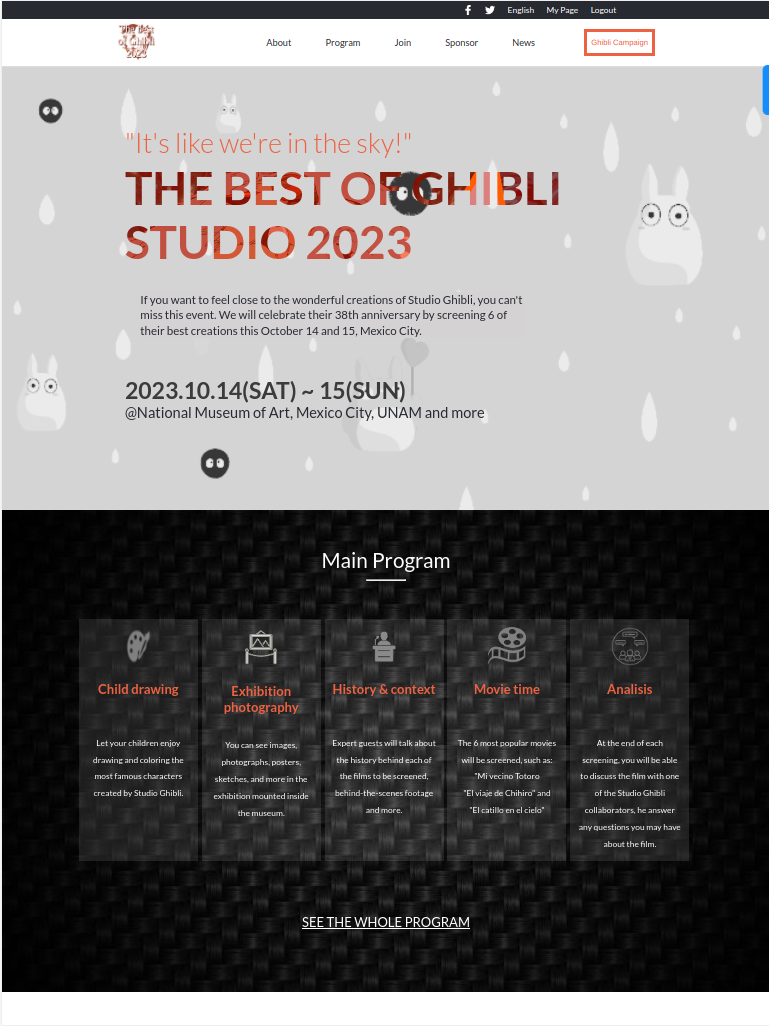 English My Page Logout
The Best
of Ghibli
2023
About Program Join Sponsor News Ghibli Campaign
"It's like we're in the sky!"
THE BEST OF GHIBLI
STUDIO 2023
If you want to feel close to the wonderful creations of Studio Ghibli, you can't
miss this event. We will celebrate their 38th anniversary by screening 6 of
their best creations this October 14 and 15, Mexico City.
2023.10.14(SAT) ~ 15(SUN)
@National Museum of Art, Mexico City, UNAM and more
Main Program
Child drawing
Let your children enjoy
drawing and coloring the
most famous characters
created by Studio Ghibli.
Exhibition
photography
You can see images,
photographs, posters,
sketches, and more in the
exhibition mounted inside
the museum.
History & context
Expert guests will talk about
the history behind each of
the films to be screened,
behind-the-scenes footage
and more.
Movie time
The 6 most popular movies
will be screened, such as:
"Mi vecino Totoro
"El viaje de Chihiro" and
"El catillo en el cielo"
Analisis
At the end of each
screening, you will be able
to discuss the film with one
of the Studio Ghibli
collaborators, he answer
any questions you may have
about the film.
SEE THE WHOLE PROGRAM